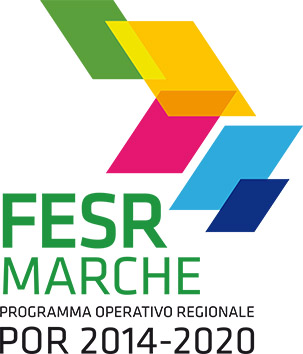 FESR
MARCHE
PROGRAMMA OPERATIVO REGIONALE
POR 2014-2020